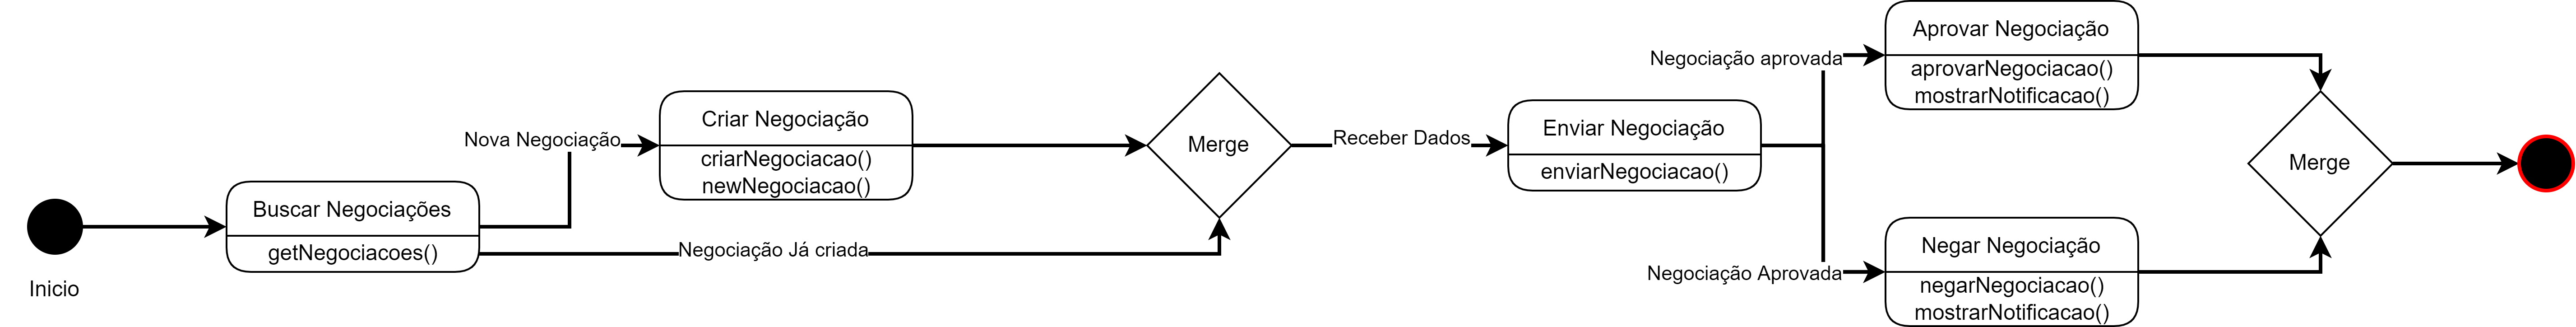 Inicio
Buscar Negociações
getNegociacoes()
Nova Negociação
Negociação Já criada
Criar Negociação
criarNegociacao()
newNegociacao()
Merge
Receber Dados
Enviar Negociação
enviarNegociacao()
Negociação aprovada
Aprovar Negociação
aprovarNegociacao()
mostrarNotificacao()
Negociação Aprovada
Negar Negociação
negarNegociacao()
mostrarNotificacao()
Merge